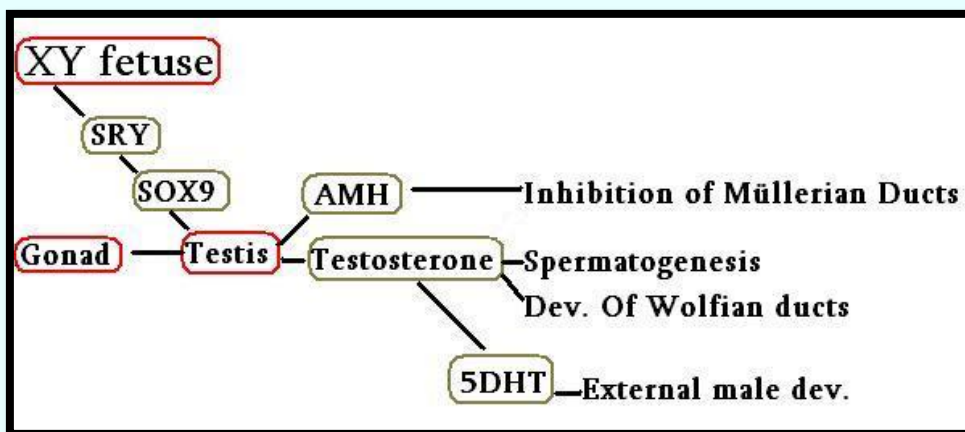 XY fetuse
SRY
SOX9
AMH
Inhibition of Müllerian Ducts
Gonad
Testis
Testosterone
Spermatogenesis
Dev. Of Wolfian ducts
5DHT
External male dev.